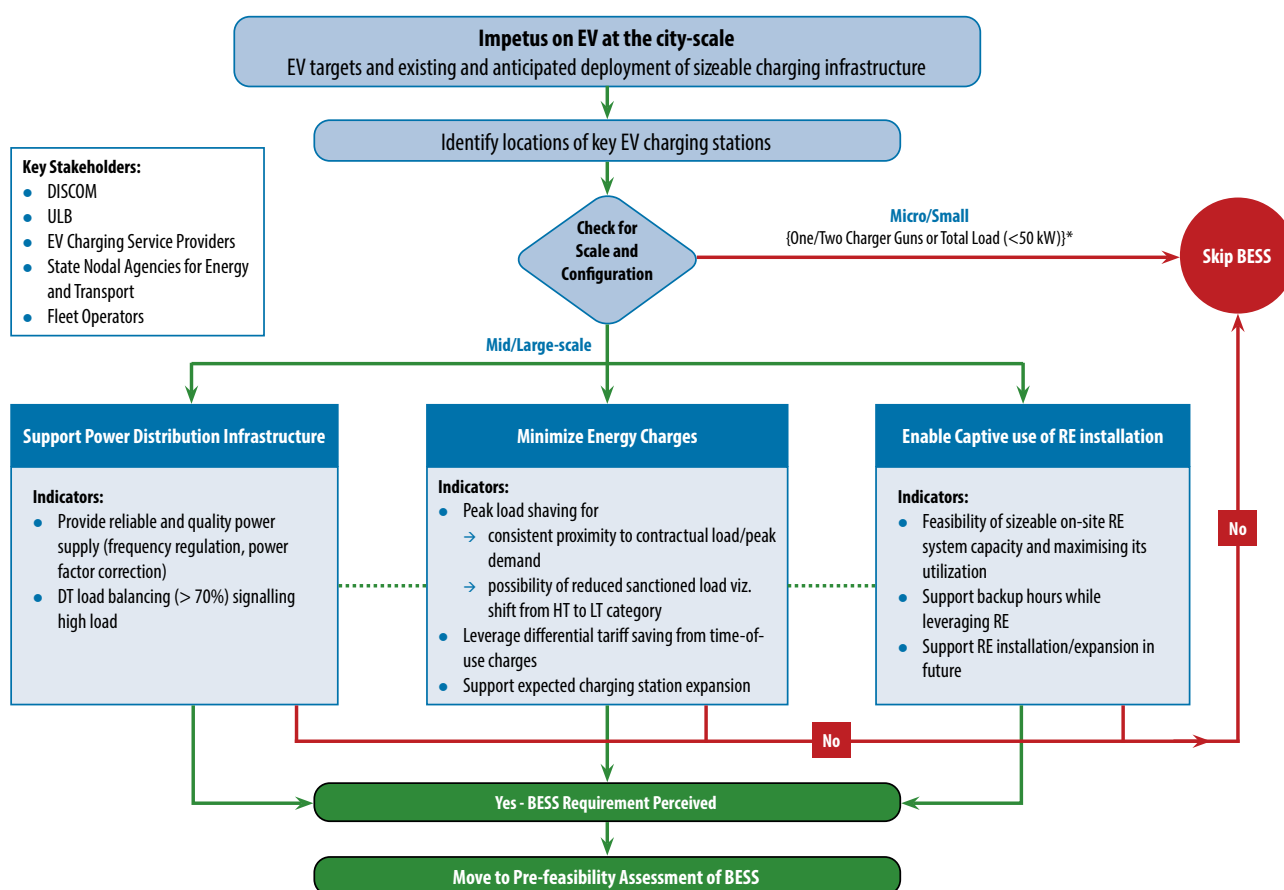 Impetus on EV at the city-scale
EV targets and existing and anticipated deployment of sizeable charging infrastructure
Identify locations of key EV charging stations
Key Stakeholders:
● DISCOM
● ULB
● EV Charging Service Providers
● State Nodal Agencies for Energy
and Transport
● Fleet Operators
Check for
Scale and
Configuration
Micro/Small
{One/Two Charger Guns or Total Load (<50 kW)}*
Skip BESS
Mid/Large-scale
Support Power Distribution Infrastructure
Indicators:
● Provide reliable and quality power
supply (frequency regulation, power
factor correction)
● DT load balancing (> 70%) signalling
high load
Minimize Energy Charges
Indicators:
● Peak load shaving for
→ consistent proximity to contractual load/peak
demand
→ possibility of reduced sanctioned load viz.
shift from HT to LT category
● Leverage differential tariff saving from time-of-
use charges
● Support expected charging station expansion
Enable Captive use of RE installation
Indicators:
● Feasibility of sizeable on-site RE
system capacity and maximising its
utilization
● Support backup hours while
leveraging RE
● Support RE installation/expansion in
future
No
No
Yes - BESS Requirement Perceived
Move to Pre-feasibility Assessment of BESS